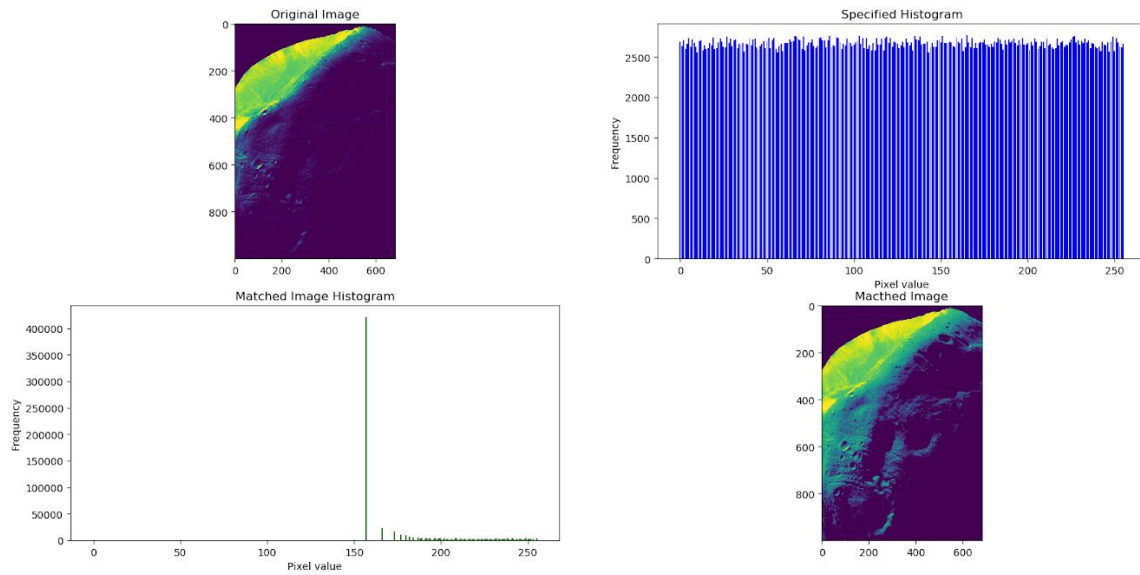 Original Image
0
200
400
600
800
0 200 400 600
Specified Histogram
Frequency
2500
2000
1500
1000
500
0
0 50 100 150 200 250
Pixel value
Matched Image Histogram
Frequency
400000
350000
300000
250000
200000
150000
100000
50000
0
0 50 100 150 200 250
Pixel value
Macthed Image
0
200
400
600
800
0 200 400 600